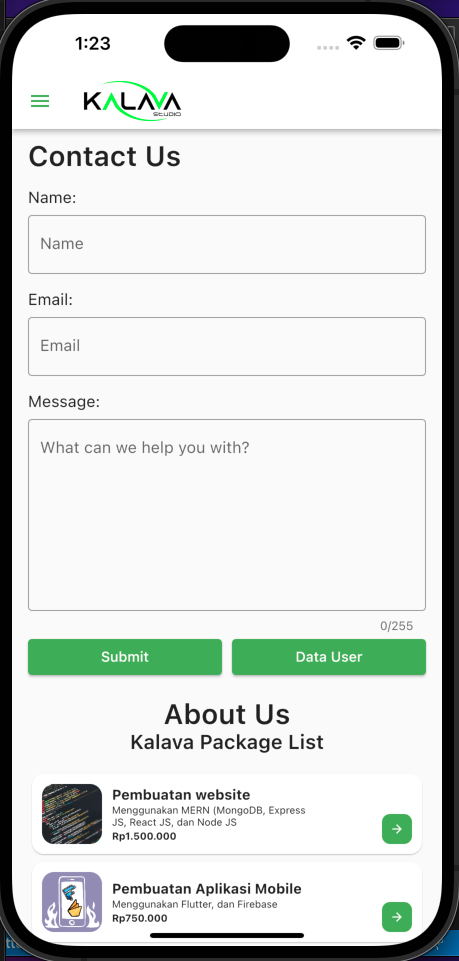 1:23
KALAVA
STUDIO
Contact Us
Name:
Name
Email:
Email
Message:
What can we help you with?
0/255
Submit
Data User
About Us
Kalava Package List
Pembuatan website
Menggunakan MERN (MongoDB, Express
JS, React JS, dan Node JS
Rp1.500.000
Pembuatan Aplikasi Mobile
Menggunakan Flutter, dan Firebase
Rp750.000